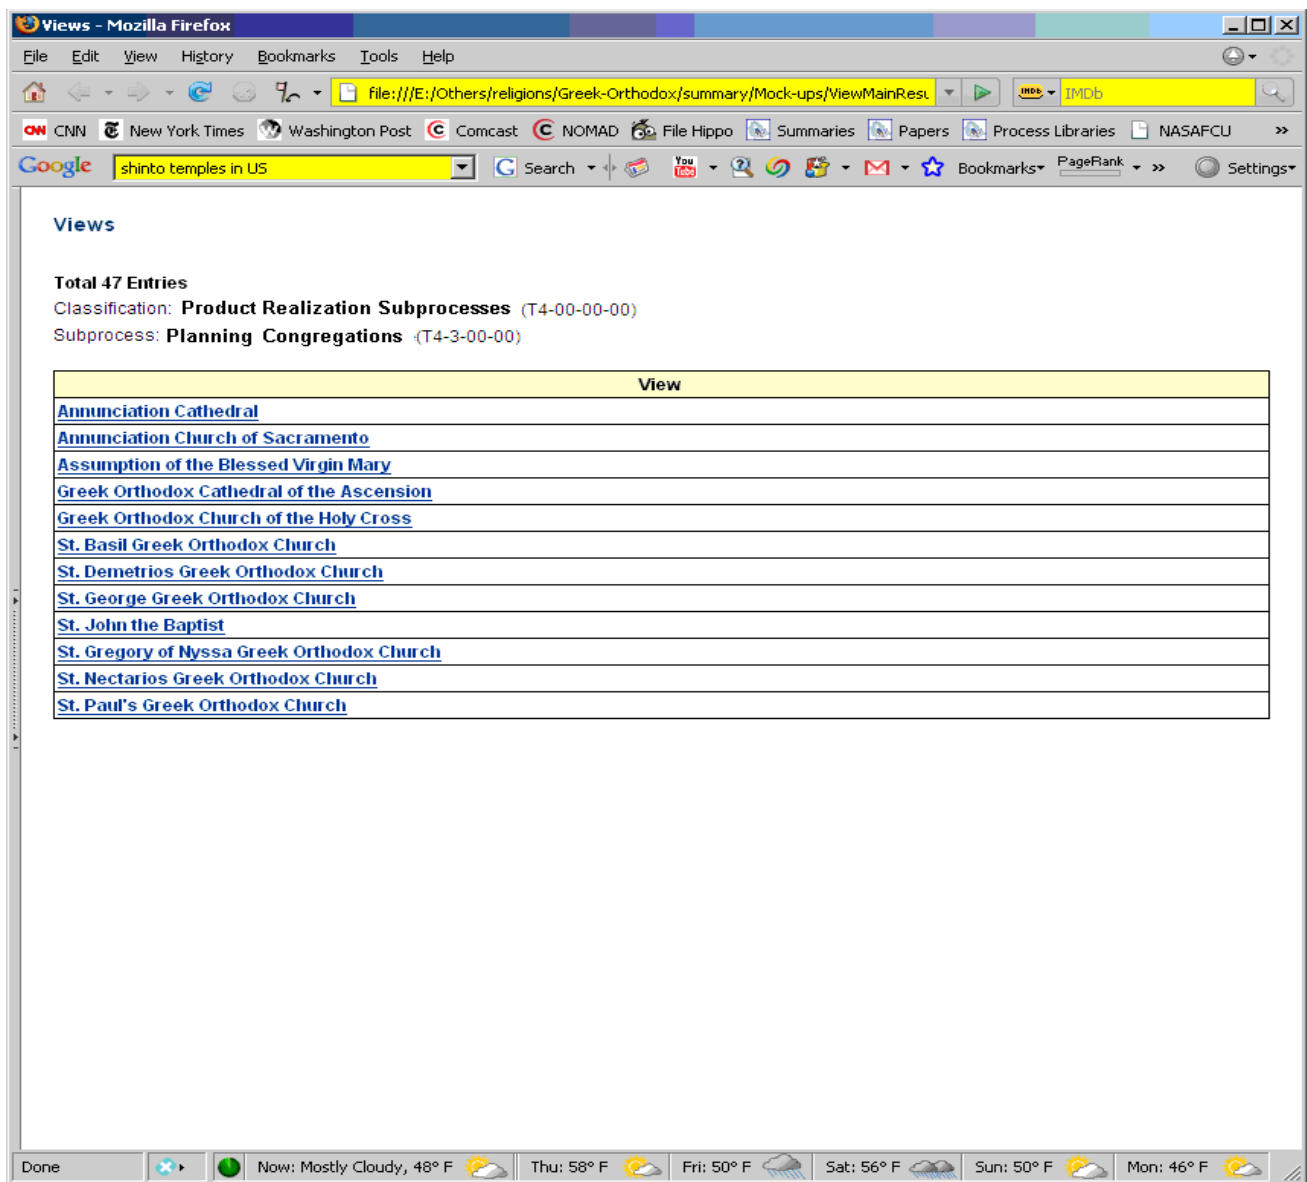 Views - Mozilla Firefox
File Edit View History Bookmarks Tools Help
file:///E:/Others/religions/Greek-Orthodox/summary/Mock-ups/ViewMainResu IMDb IMDb
CNN CNN New York Times Washington Post C Comcast C NOMAD File Hippo Summaries Papers Process Libraries NASAFCU »
Google shinto temples in US G Search You Tube Bookmarks PageRank » Settings
Views
Total 47 Entries
Classification: Product Realization Subprocesses (T4-00-00-00)
Subprocess: Planning Congregations (T4-3-00-00)
View
Annunciation Cathedral
Annunciation Church of Sacramento
Assumption of the Blessed Virgin Mary
Greek Orthodox Cathedral of the Ascension
Greek Orthodox Church of the Holy Cross
St. Basil Greek Orthodox Church
St. Demetrios Greek Orthodox Church
St. George Greek Orthodox Church
St. John the Baptist
St. Gregory of Nyssa Greek Orthodox Church
St. Nectarios Greek Orthodox Church
St. Paul's Greek Orthodox Church
Done Now: Mostly Cloudy, 48° F Thu: 58° F Fri: 50° F Sat: 56° F Sun: 50° F Mon: 46° F